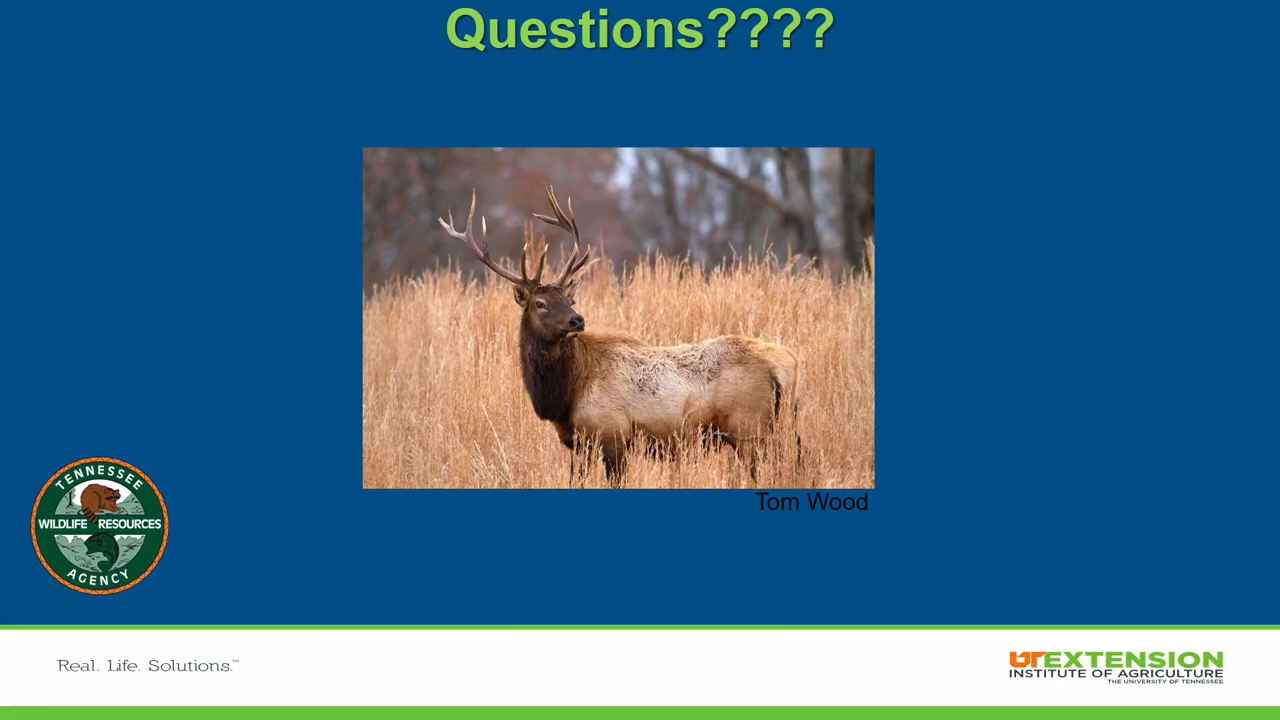 Questions????
Tom Wood
TENNESSEE
WILDLIFE RESOURCES
AGENCY
Real. Life. Solutions.™
UT EXTENSION
INSTITUTE OF AGRICULTURE
THE UNIVERSITY OF TENNESSEE